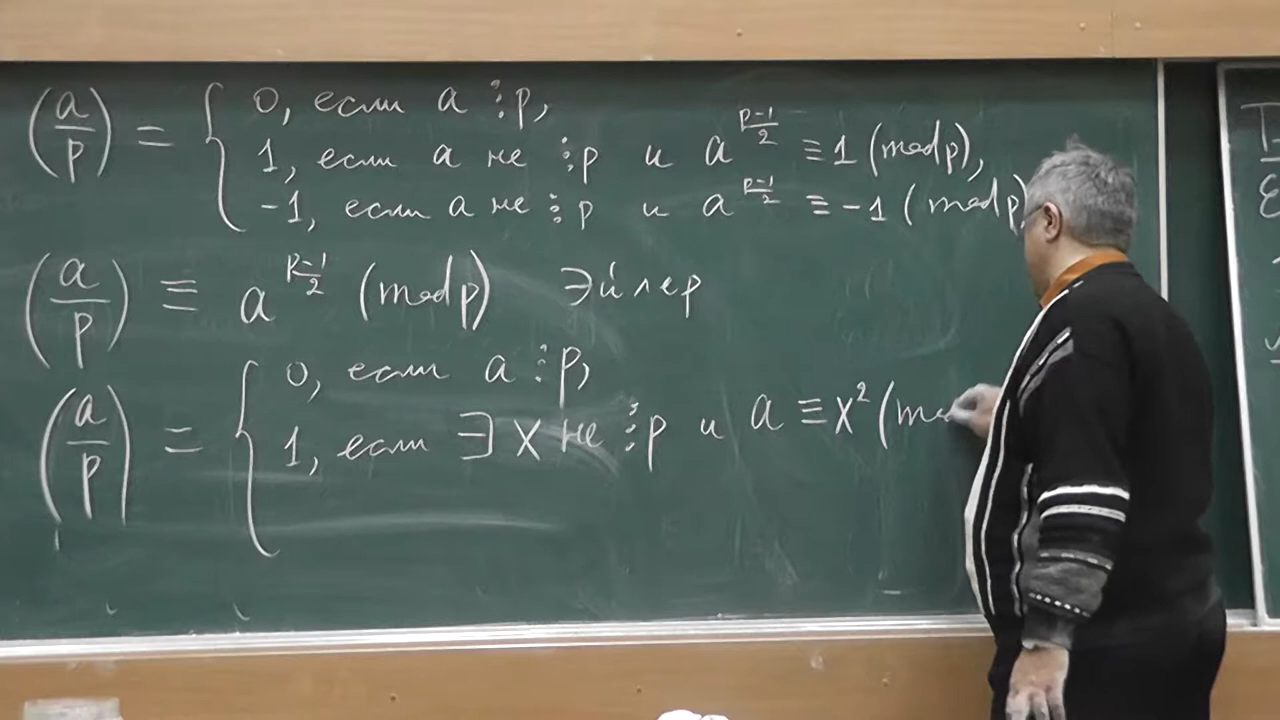 (a/p) = { 0, если a ⋮ p,
1, если a не ⋮ p и a^((p-1)/2) ≡ 1 (mod p),
-1, если a не ⋮ p и a^((p-1)/2) ≡ -1 (mod p)
(a/p) ≡ a^((p-1)/2) (mod p) Эйлер
(a/p) = { 0, если a ⋮ p,
1, если ∃ x не ⋮ p и a ≡ x² (mo